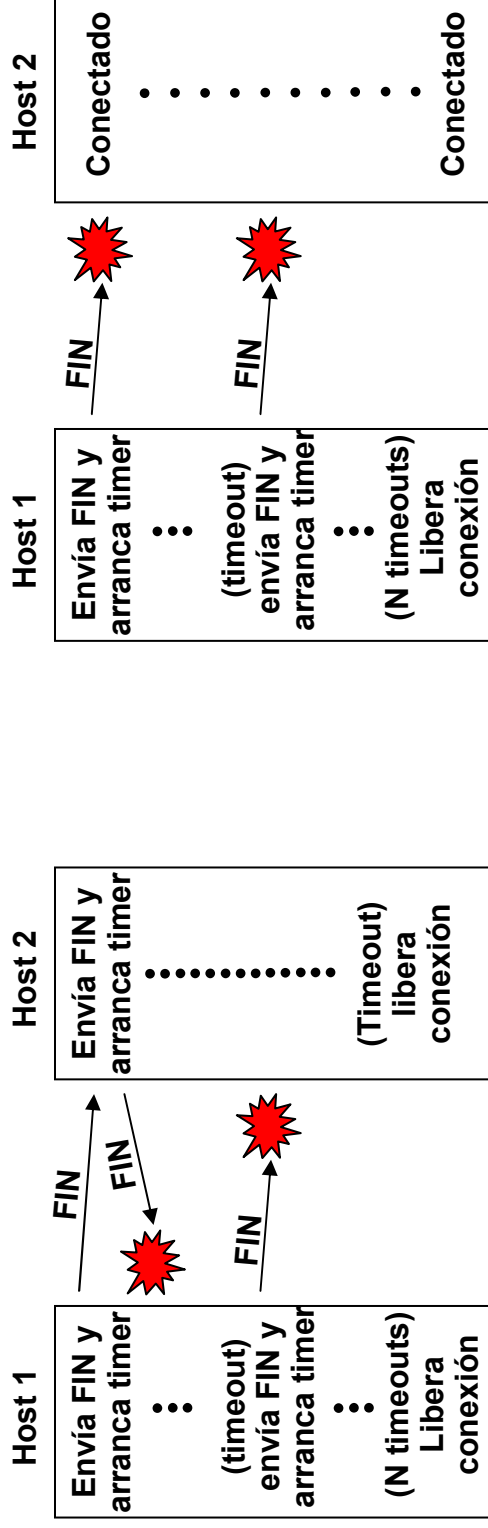 Host 1
Host 2
Envía FIN y
arranca timer
(timeout)
envía FIN y
arranca timer
(N timeouts)
Libera
conexión
FIN
FIN
FIN
Envía FIN y
arranca timer
(Timeout)
libera
conexión
Host 1
Host 2
Envía FIN y
arranca timer
(timeout)
envía FIN y
arranca timer
(N timeouts)
Libera
conexión
FIN
FIN
Conectado
Conectado